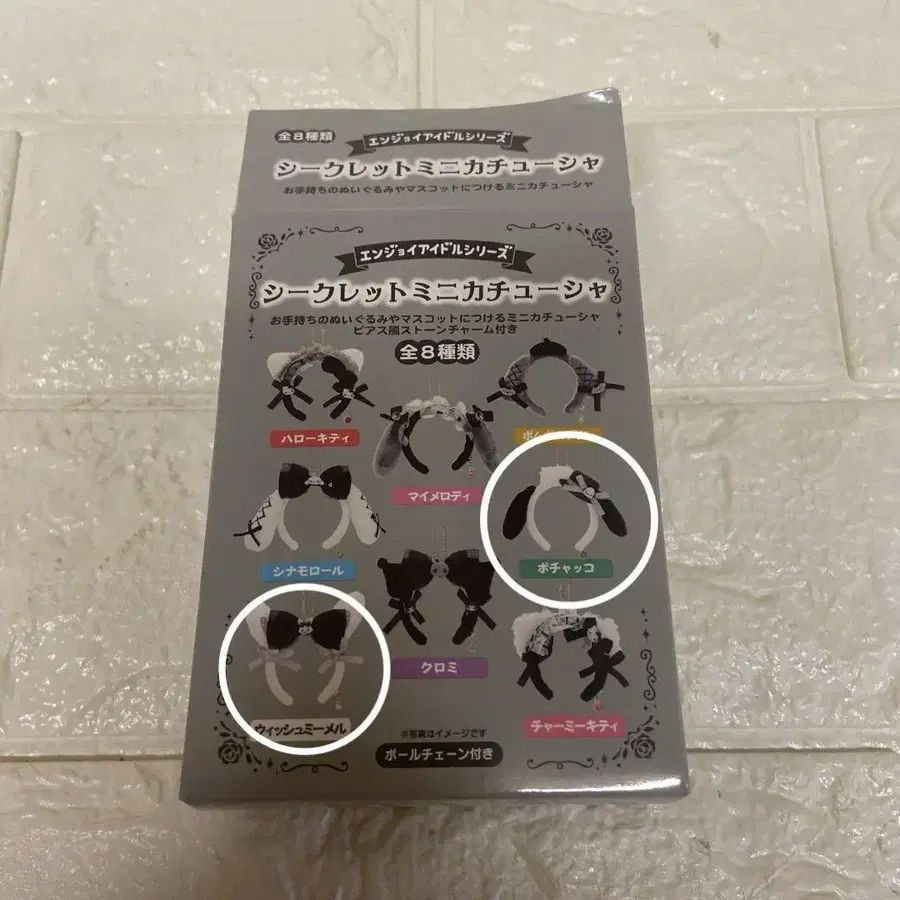 全8種類
エンジョイアイドルシリーズ
シークレットミニカチューシャ
お手持ちのぬいぐるみやマスコットにつけるミニカチューシャ
エンジョイアイドルシリーズ
シークレットミニカチューシャ
お手持ちのぬいぐるみやマスコットにつけるミニカチューシャ
ピアス風ストーンチャーム付き
全8種類
ハローキティ
マイメロディ
シナモロール
ポチャッコ
クロミ
ウィッシュミーメル
チャーミーキティ
※写真はイメージです
ボールチェーン付き